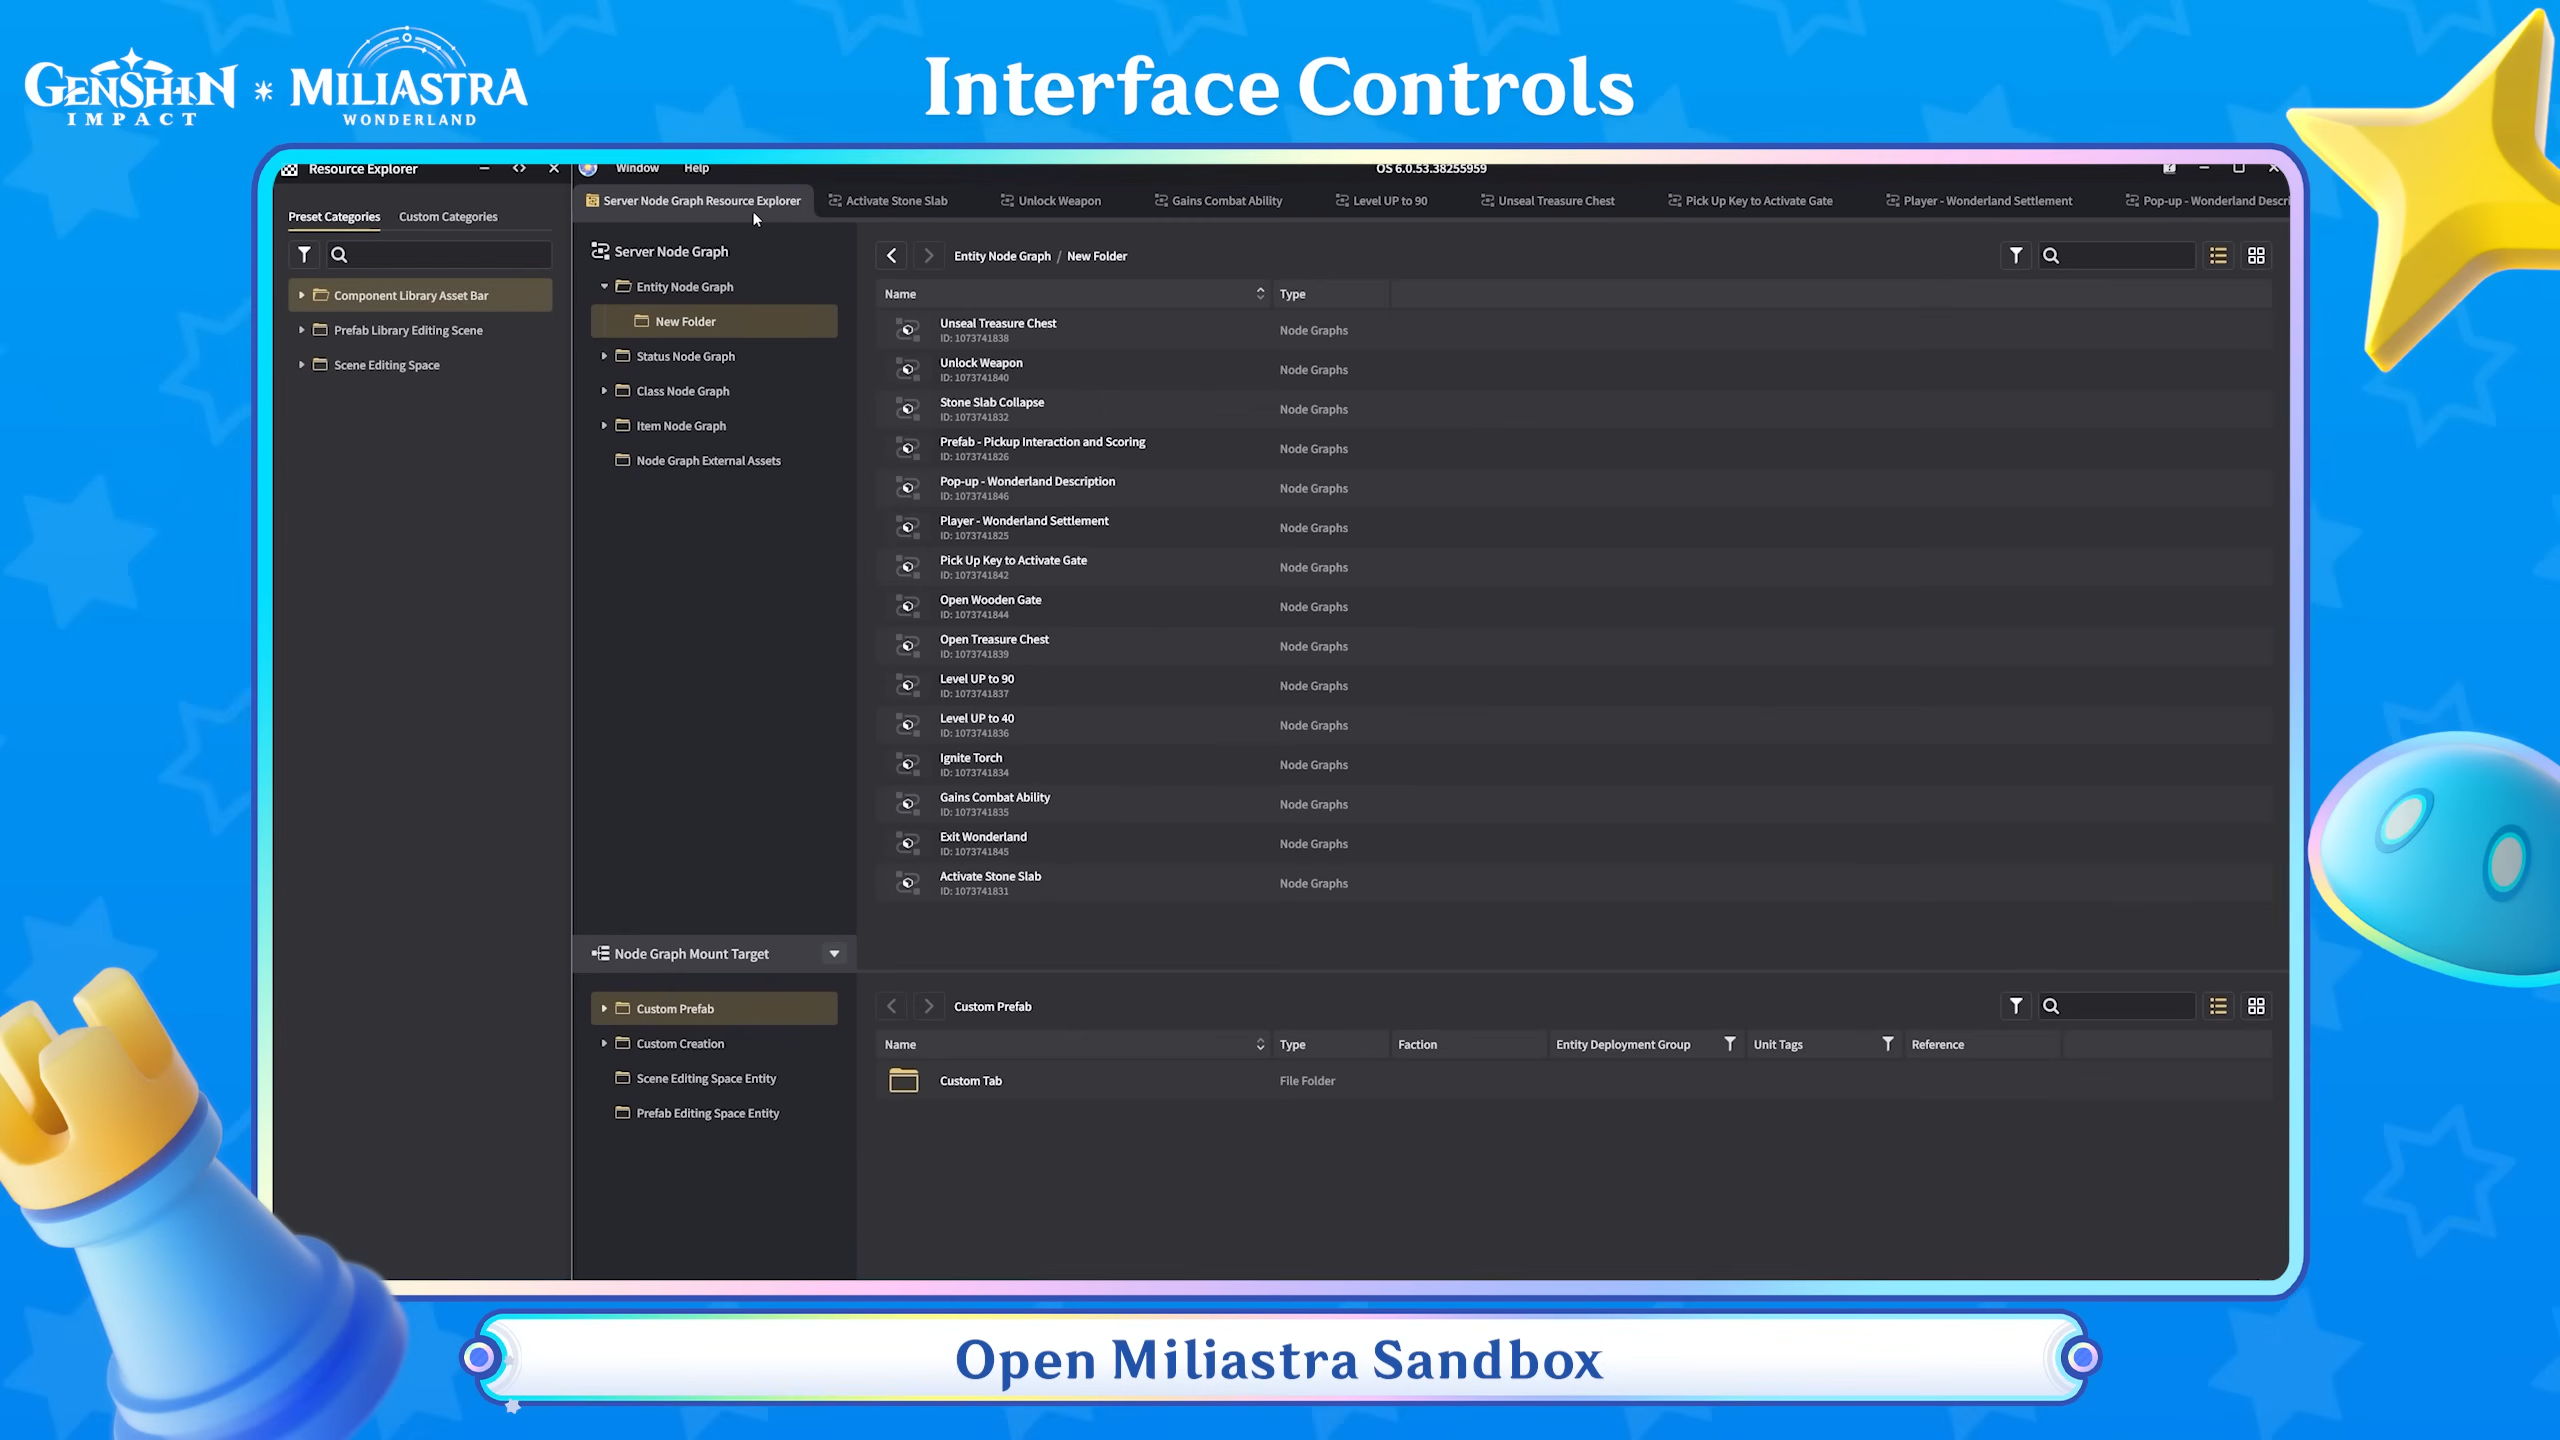 GENSHIN IMPACT * MILIASTRA WONDERLAND
Interface Controls
Resource Explorer
Window Help
OS 6.0.53.38255959
Preset Categories Custom Categories
Component Library Asset Bar
Prefab Library Editing Scene
Scene Editing Space
Server Node Graph Resource Explorer
Activate Stone Slab
Unlock Weapon
Gains Combat Ability
Level UP to 90
Unseal Treasure Chest
Pick Up Key to Activate Gate
Player - Wonderland Settlement
Pop-up - Wonderland Descri
Server Node Graph
Entity Node Graph
New Folder
Status Node Graph
Class Node Graph
Item Node Graph
Node Graph External Assets
Entity Node Graph / New Folder
Name Type
Unseal Treasure Chest Node Graphs
ID: 1073741838
Unlock Weapon Node Graphs
ID: 1073741840
Stone Slab Collapse Node Graphs
ID: 1073741832
Prefab - Pickup Interaction and Scoring Node Graphs
ID: 1073741826
Pop-up - Wonderland Description Node Graphs
ID: 1073741846
Player - Wonderland Settlement Node Graphs
ID: 1073741825
Pick Up Key to Activate Gate Node Graphs
ID: 1073741842
Open Wooden Gate Node Graphs
ID: 1073741844
Open Treasure Chest Node Graphs
ID: 1073741839
Level UP to 90 Node Graphs
ID: 1073741837
Level UP to 40 Node Graphs
ID: 1073741836
Ignite Torch Node Graphs
ID: 1073741834
Gains Combat Ability Node Graphs
ID: 1073741835
Exit Wonderland Node Graphs
ID: 1073741845
Activate Stone Slab Node Graphs
ID: 1073741831
Node Graph Mount Target
Custom Prefab
Custom Creation
Scene Editing Space Entity
Prefab Editing Space Entity
Custom Prefab
Name Type Faction Entity Deployment Group Unit Tags Reference
Custom Tab File Folder
Open Miliastra Sandbox